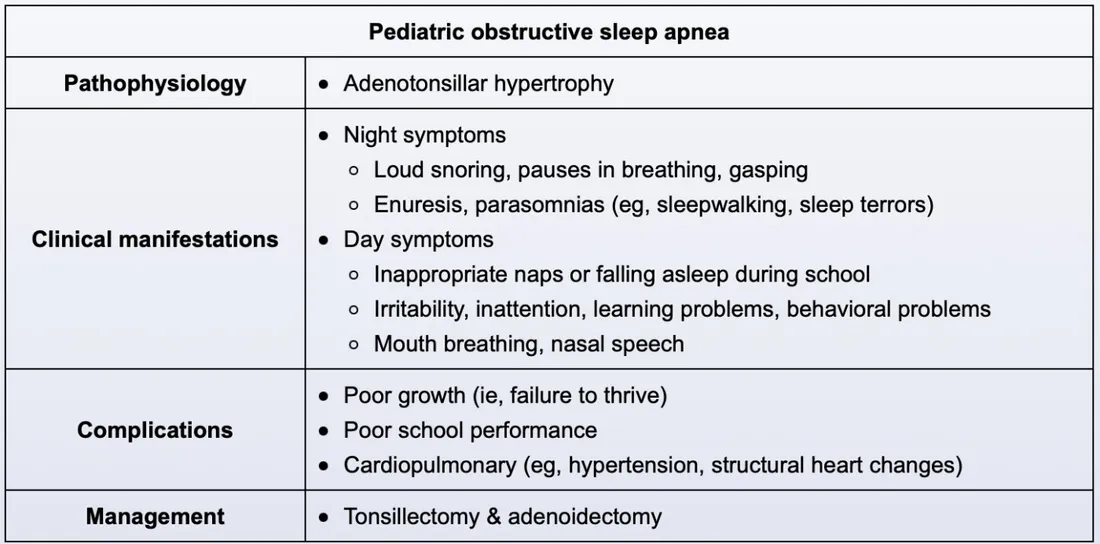 Pediatric obstructive sleep apnea
Pathophysiology
● Adenotonsillar hypertrophy
Clinical manifestations
● Night symptoms
○ Loud snoring, pauses in breathing, gasping
○ Enuresis, parasomnias (eg, sleepwalking, sleep terrors)
● Day symptoms
○ Inappropriate naps or falling asleep during school
○ Irritability, inattention, learning problems, behavioral problems
○ Mouth breathing, nasal speech
Complications
● Poor growth (ie, failure to thrive)
● Poor school performance
● Cardiopulmonary (eg, hypertension, structural heart changes)
Management
● Tonsillectomy & adenoidectomy